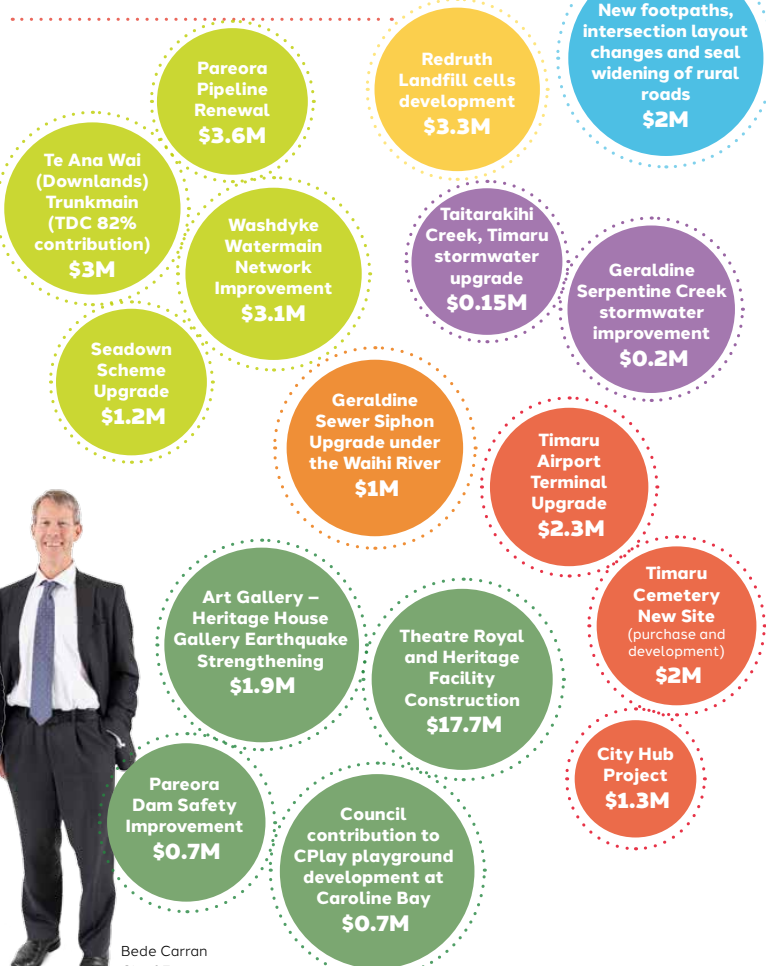 New footpaths,
intersection layout
changes and seal
widening of rural
roads
$2M
Redruth
Landfill cells
development
$3.3M
Pareora
Pipeline
Renewal
$3.6M
Te Ana Wai
(Downlands)
Trunkmain
(TDC 82%
contribution)
$3M
Washdyke
Watermain
Network
Improvement
$3.1M
Taitarakihi
Creek, Timaru
stormwater
upgrade
$0.15M
Geraldine
Serpentine Creek
stormwater
improvement
$0.2M
Seadown
Scheme
Upgrade
$1.2M
Geraldine
Sewer Siphon
Upgrade under
the Waihi River
$1M
Timaru
Airport
Terminal
Upgrade
$2.3M
Timaru
Cemetery
New Site
(purchase and
development)
$2M
Art Gallery –
Heritage House
Gallery Earthquake
Strengthening
$1.9M
Theatre Royal
and Heritage
Facility
Construction
$17.7M
City Hub
Project
$1.3M
Pareora
Dam Safety
Improvement
$0.7M
Council
contribution to
CPlay playground
development at
Caroline Bay
$0.7M
Bede Carran